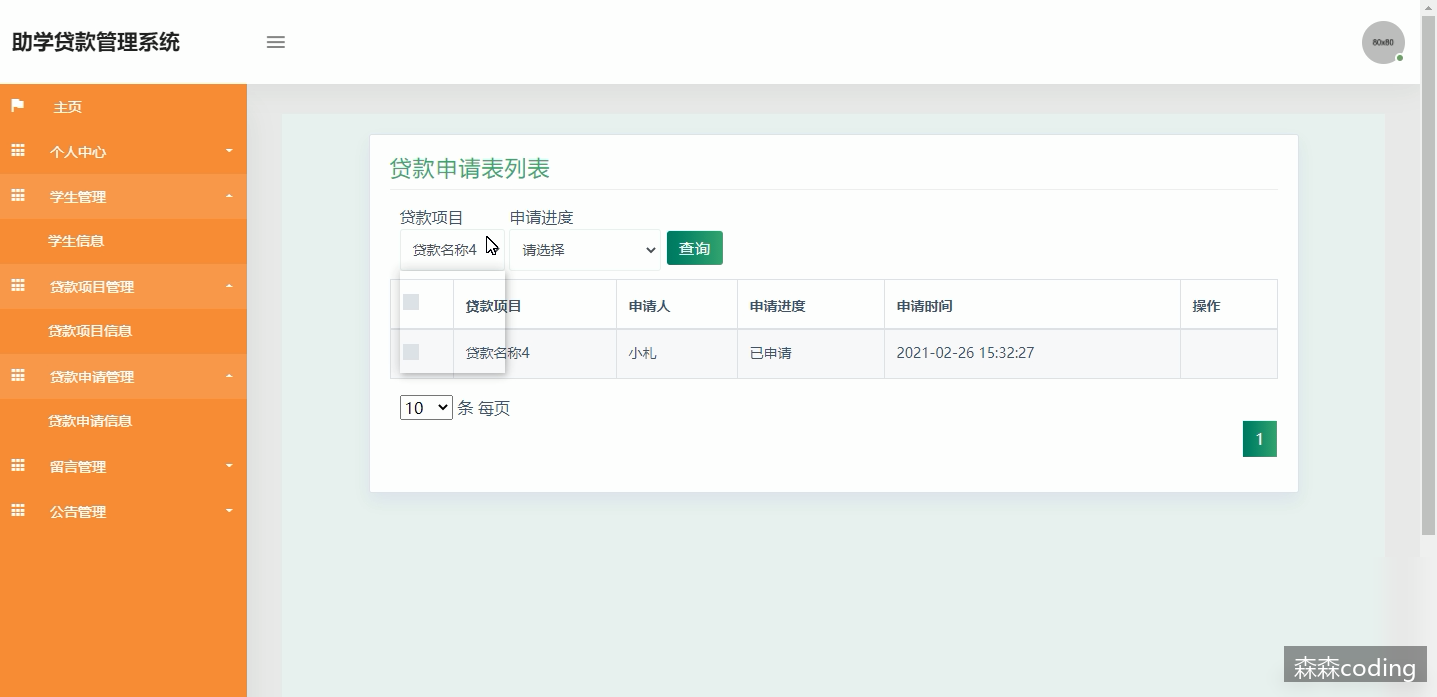 助学贷款管理系统
80x80
主页
个人中心
学生管理
学生信息
贷款项目管理
贷款项目信息
贷款申请管理
贷款申请信息
留言管理
公告管理
贷款申请表列表
贷款项目 申请进度
贷款名称4 请选择 查询
贷款项目 申请人 申请进度 申请时间 操作
贷款名称4 小札 已申请 2021-02-26 15:32:27
10 条 每页
1
森森coding